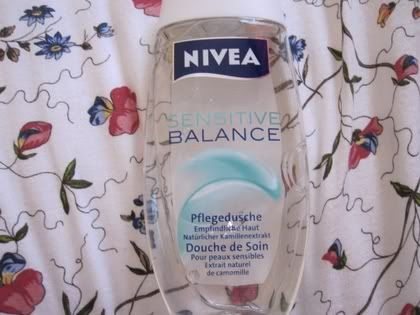 NIVEA
SENSITIVE
BALANCE
Pflegedusche
Empfindliche Haut
Natürlicher Kamillenextrakt
Douche de Soin
Pour peaux sensibles
Extrait naturel
de camomille